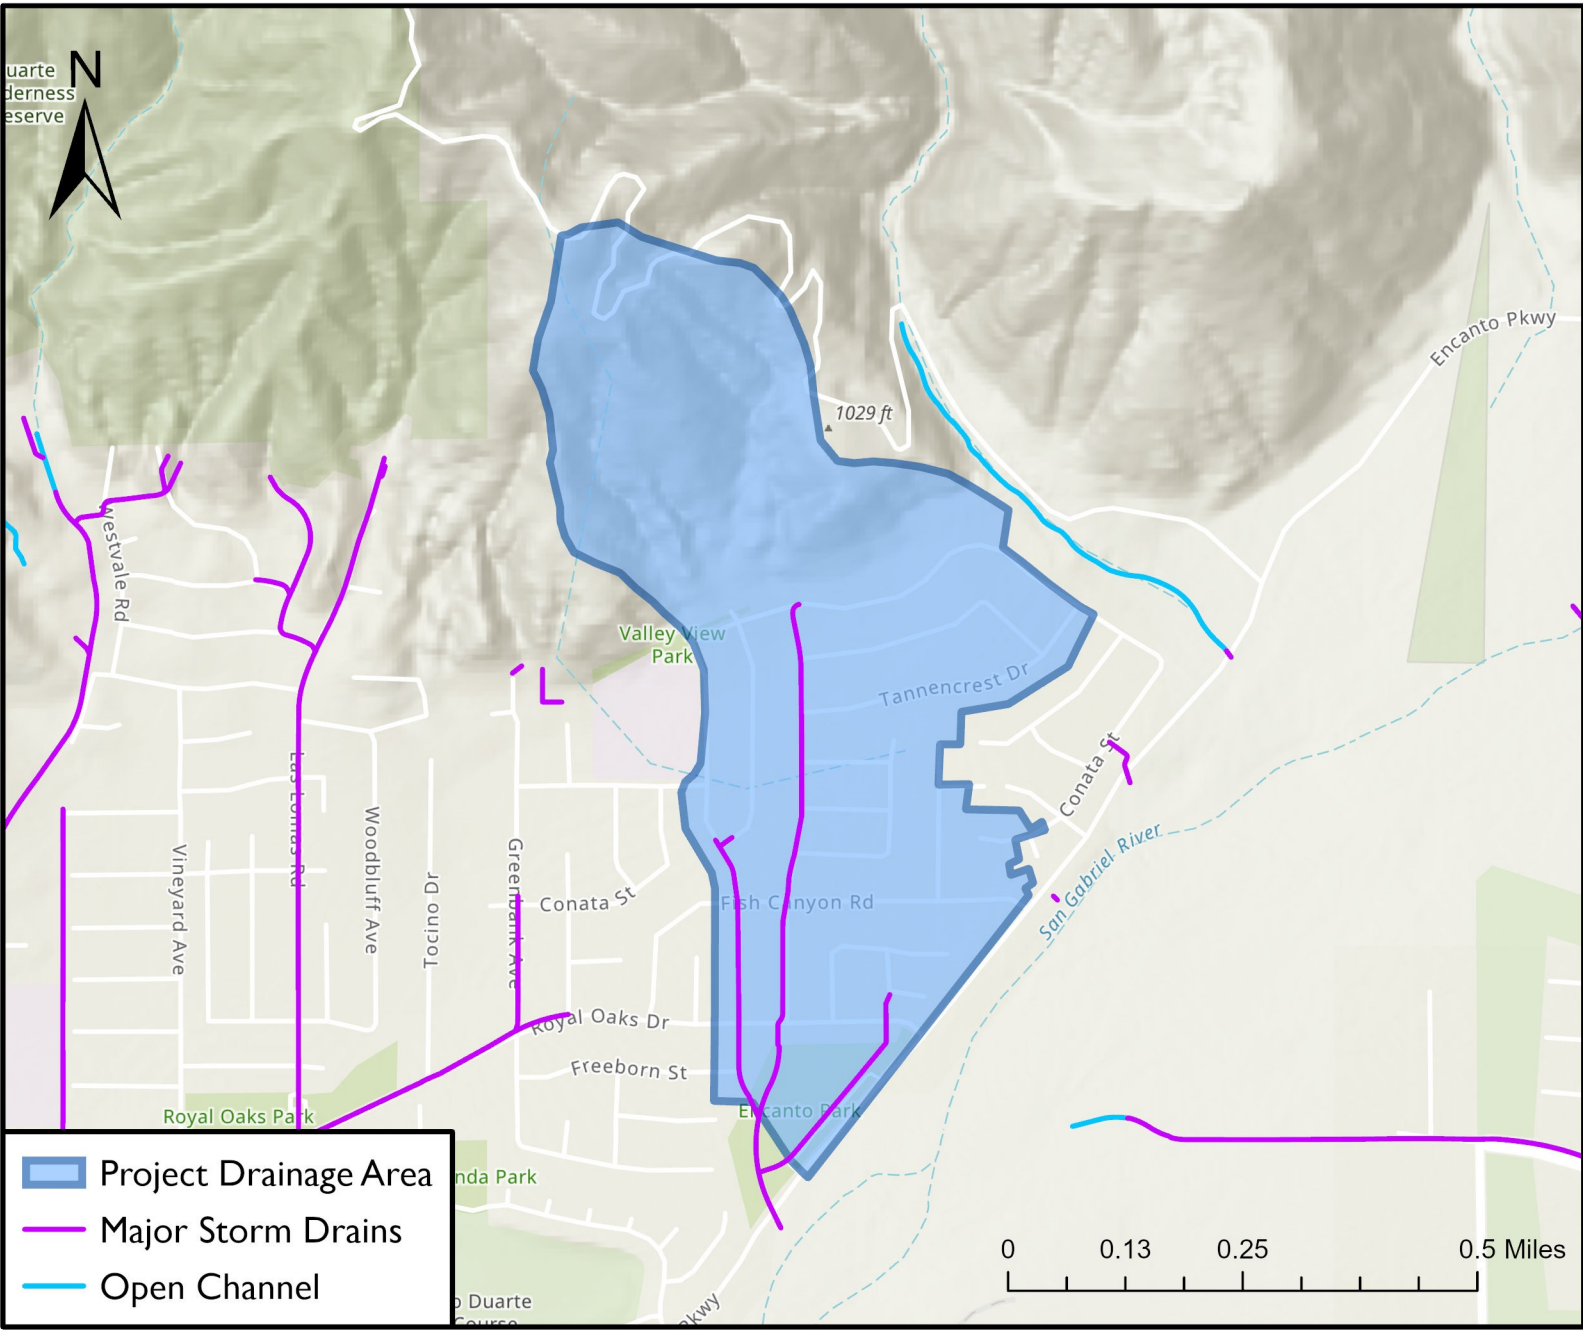 N
uarte
derness
eserve
Encanto Pkwy
1029 ft
Westvale Rd
Valley View
Park
Tannencrest Dr
Conata St
Las Lomas Rd
Woodbluff Ave
Vineyard Ave
Tocino Dr
Greenbank Ave
Conata St
Fish Canyon Rd
San Gabriel River
Royal Oaks Dr
Freeborn St
Encanto Park
Royal Oaks Park
nda Park
Project Drainage Area
Major Storm Drains
Open Channel
o Duarte
Course
kwy
0 0.13 0.25 0.5 Miles